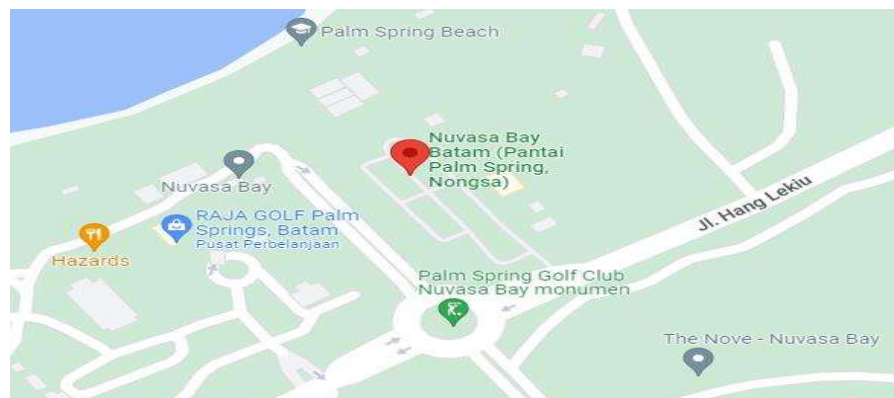 Palm Spring Beach
Nuvasa Bay
Batam (Pantai
Palm Spring,
Nongsa)
Nuvasa Bay
RAJA GOLF Palm
Springs, Batam
Pusat Perbelanjaan
Jl. Hang Lekiu
Hazards
Palm Spring Golf Club
Nuvasa Bay monumen
The Nove - Nuvasa Bay